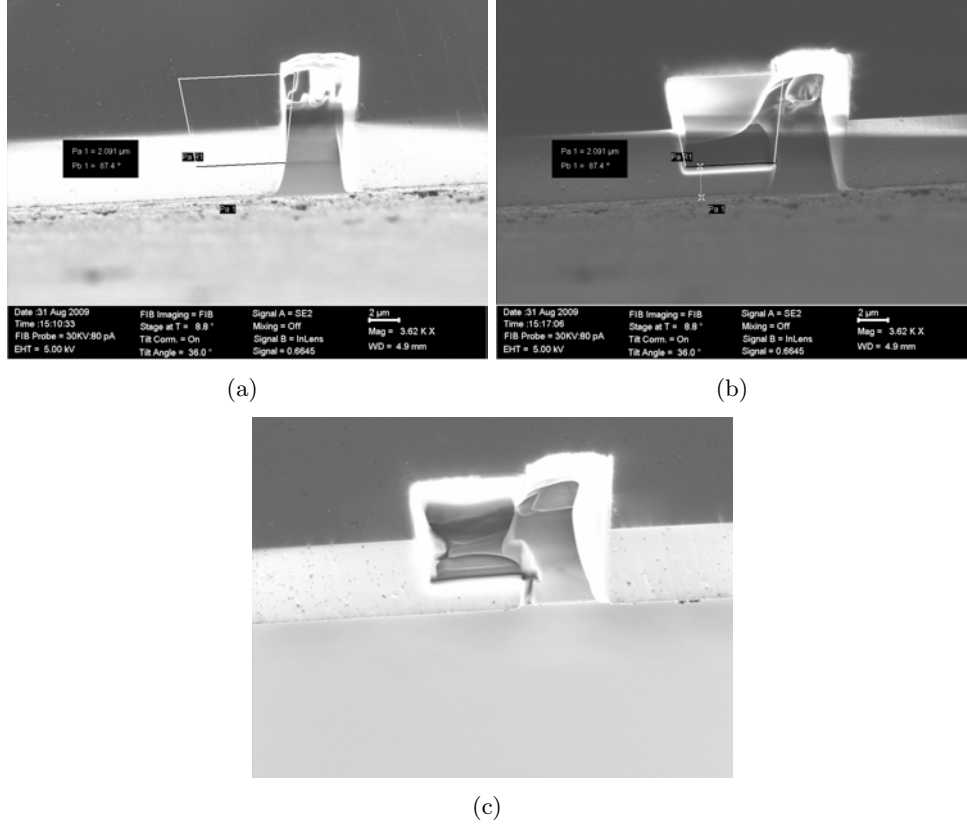 Pa 1 = 2.091 µm
Pb 1 = 87.4 °
Pa 1
Date :31 Aug 2009
Time :15:10:33
FIB Probe = 30KV:80 pA
EHT = 5.00 kV
FIB Imaging = FIB
Stage at T = 8.8 °
Tilt Corrn. = On
Tilt Angle = 36.0 °
Signal A = SE2
Mixing = Off
Signal B = InLens
Signal = 0.6645
2 µm
Mag = 3.62 K X
WD = 4.9 mm
(a)
Pa 1 = 2.091 µm
Pb 1 = 87.4 °
Pa 1
Date :31 Aug 2009
Time :15:17:06
FIB Probe = 30KV:80 pA
EHT = 5.00 kV
FIB Imaging = FIB
Stage at T = 8.8 °
Tilt Corrn. = On
Tilt Angle = 36.0 °
Signal A = SE2
Mixing = Off
Signal B = InLens
Signal = 0.6645
2 µm
Mag = 3.62 K X
WD = 4.9 mm
(b)
(c)